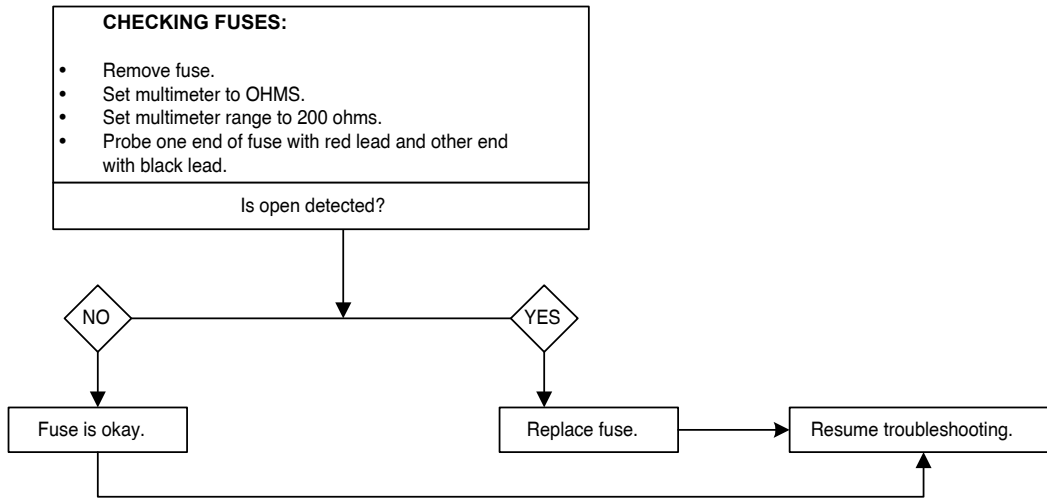 CHECKING FUSES:
• Remove fuse.
• Set multimeter to OHMS.
• Set multimeter range to 200 ohms.
• Probe one end of fuse with red lead and other end
with black lead.
Is open detected?
NO
YES
Fuse is okay.
Replace fuse.
Resume troubleshooting.